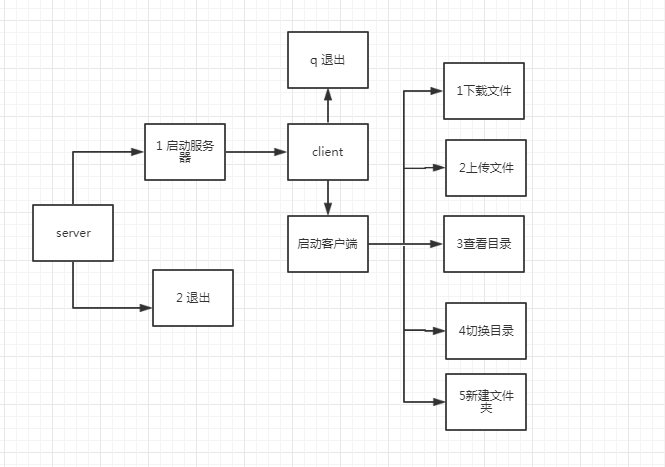 q 退出
1下载文件
1 启动服务
器
client
2上传文件
server
启动客户端
3查看目录
2 退出
4切换目录
5新建文件
夹